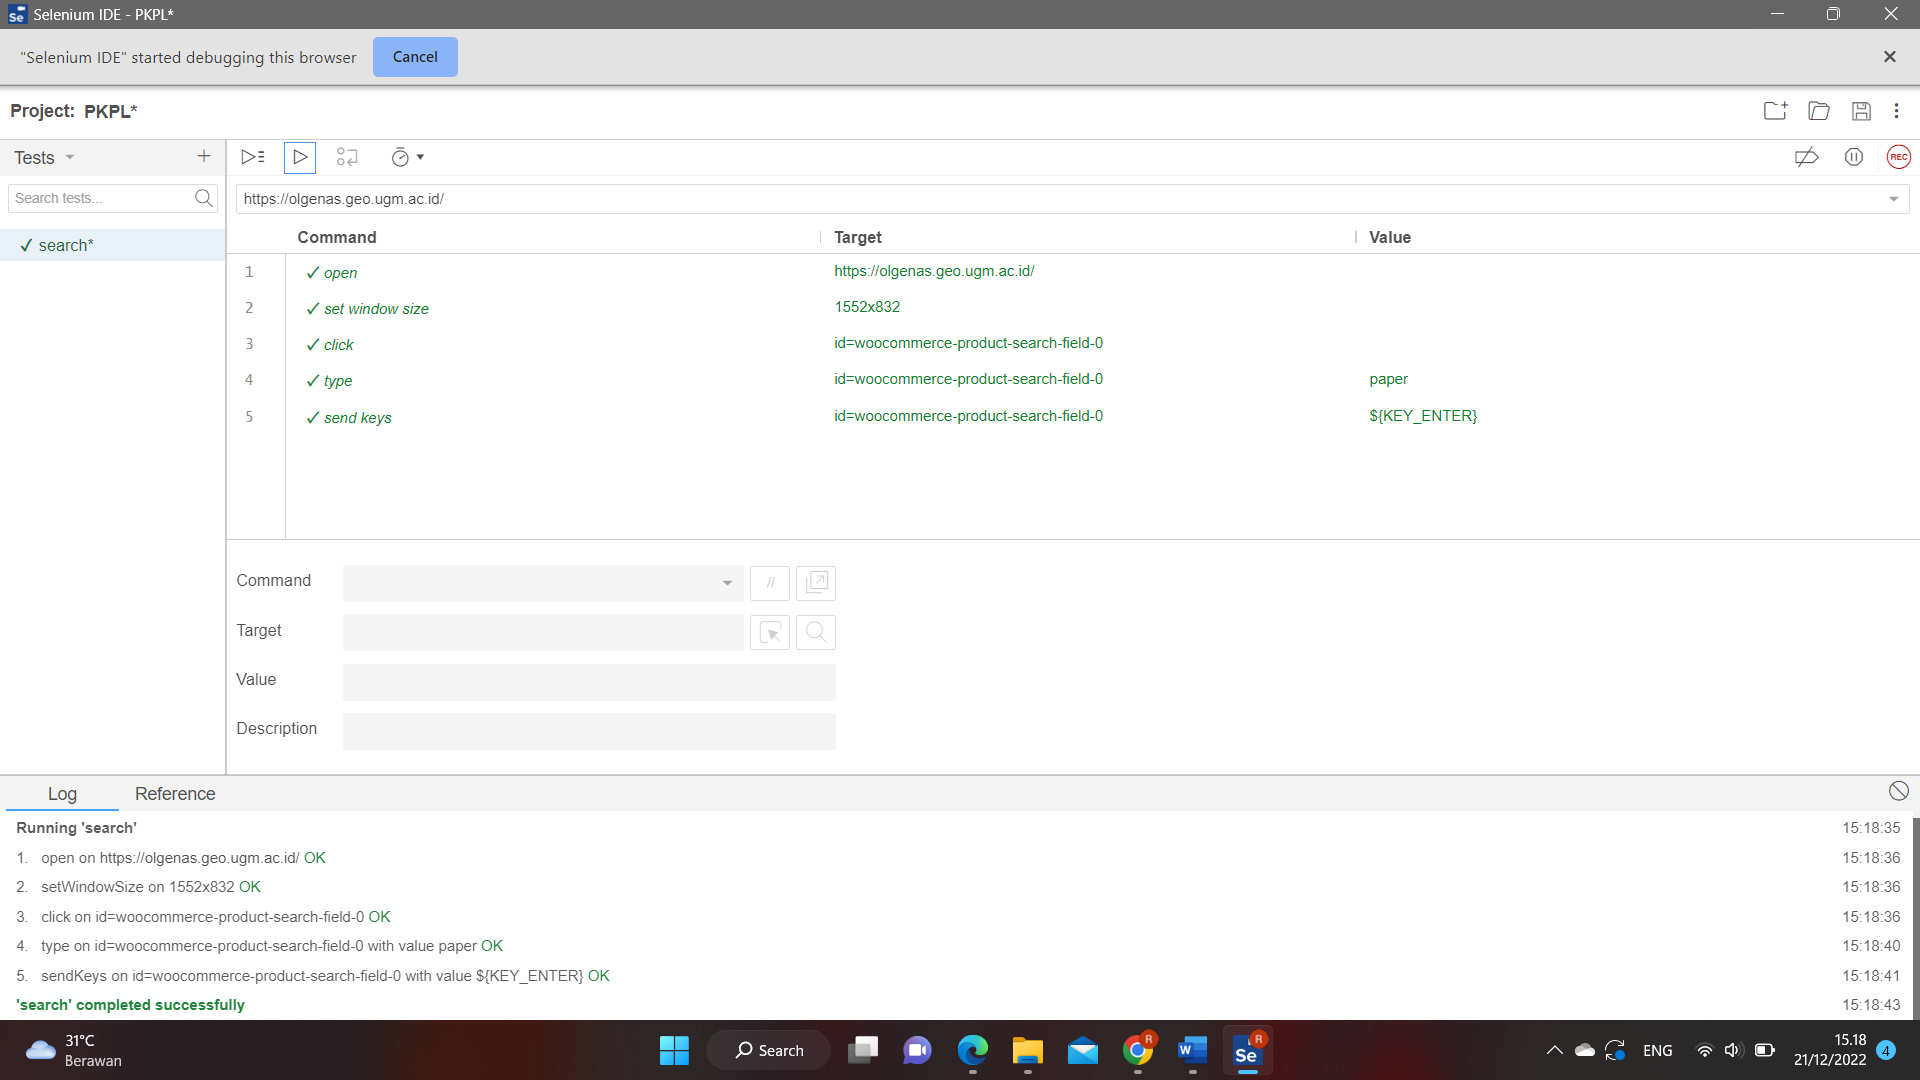 Selenium IDE - PKPL*
"Selenium IDE" started debugging this browser Cancel
Project: PKPL*
Tests
Search tests...
https://olgenas.geo.ugm.ac.id/
REC
✓ search*
Command Target Value
1 ✓ open https://olgenas.geo.ugm.ac.id/
2 ✓ set window size 1552x832
3 ✓ click id=woocommerce-product-search-field-0
4 ✓ type id=woocommerce-product-search-field-0 paper
5 ✓ send keys id=woocommerce-product-search-field-0 ${KEY_ENTER}
Command //
Target
Value
Description
Log Reference
Running 'search' 15:18:35
1. open on https://olgenas.geo.ugm.ac.id/ OK 15:18:36
2. setWindowSize on 1552x832 OK 15:18:36
3. click on id=woocommerce-product-search-field-0 OK 15:18:36
4. type on id=woocommerce-product-search-field-0 with value paper OK 15:18:40
5. sendKeys on id=woocommerce-product-search-field-0 with value ${KEY_ENTER} OK 15:18:41
'search' completed successfully 15:18:43
31°C
Berawan
Search
R
W
Se
R
ENG
15.18
21/12/2022
4